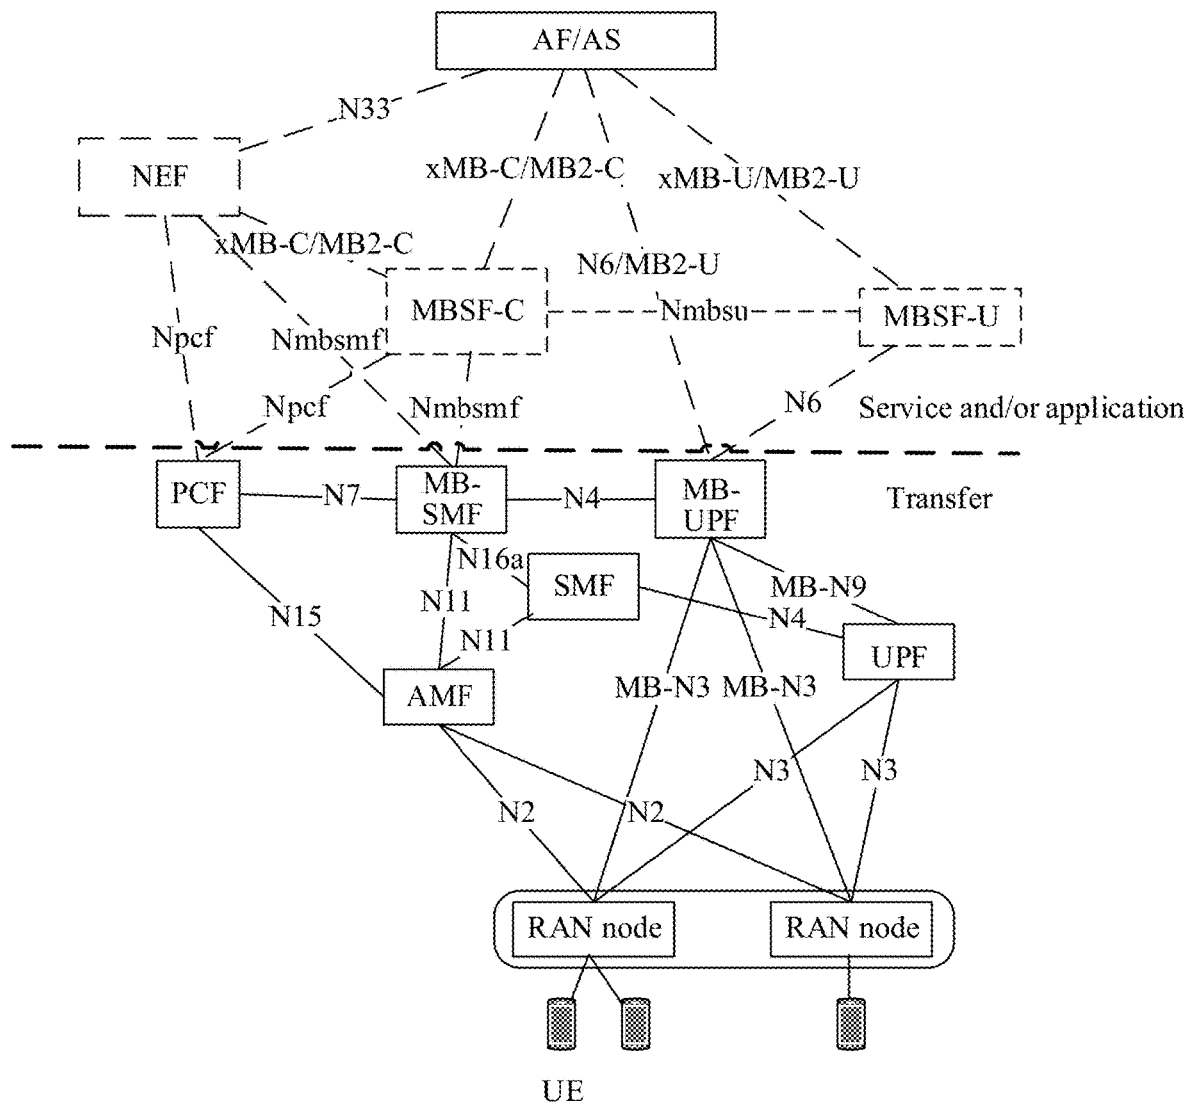 AF/AS
N33
NEF
xMB-C/MB2-C
xMB-U/MB2-U
xMB-C/MB2-C
N6/MB2-U
MBSF-C
Nmbsu
MBSF-U
Npcf
Nmbsmf
Npcf
Nmbsmf
N6
Service and/or application
PCF
N7
MB-
SMF
N4
MB-
UPF
Transfer
N16a
SMF
MB-N9
N11
N4
N15
N11
UPF
AMF
MB-N3
MB-N3
N3
N3
N2
N2
RAN node
RAN node
UE